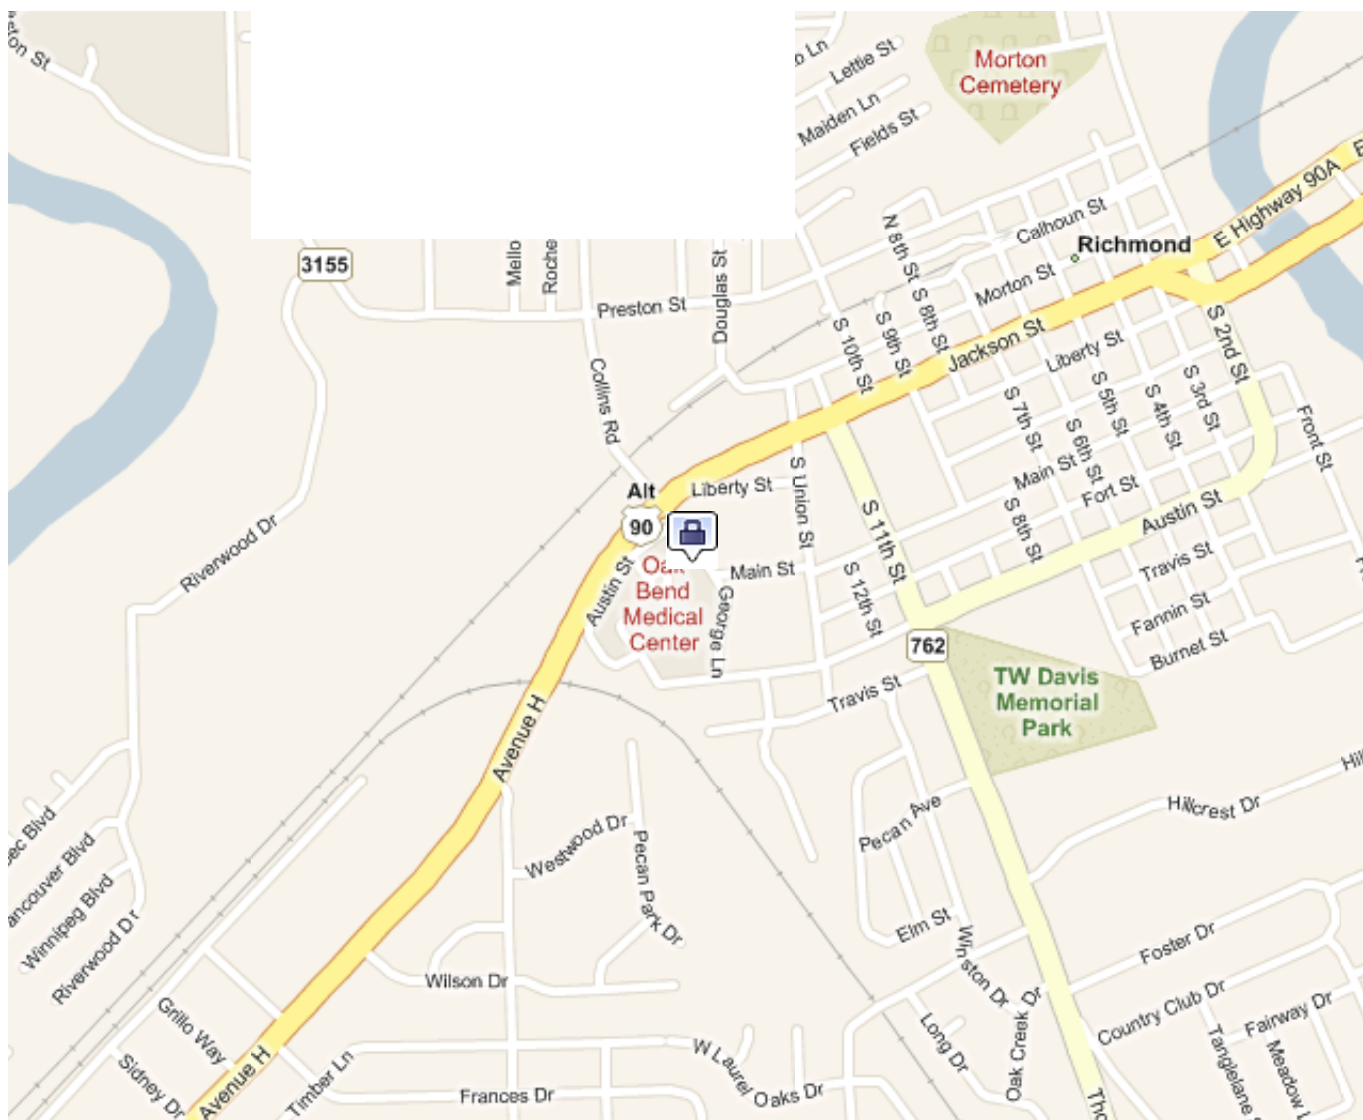 Morton
Cemetery
Lettie St
Maiden Ln
Fields St
E Highway 90A
Calhoun St
Richmond
N 8th St
Morton St
3155
Mello
Roche
Preston St
Douglas St
S 10th St
S 9th St
S 8th St
Jackson St
Liberty St
S 2nd St
Collins Rd
S 7th St
S 6th St
S 5th St
S 4th St
S 3rd St
Front St
Main St
Fort St
Austin St
S 8th St
Alt
90
Liberty St
S Union St
S 11th St
S 12th St
Main St
Austin St
Oak
Bend
Medical
Center
George Ln
Travis St
Fannin St
Burnet St
762
TW Davis
Memorial
Park
Travis St
Riverwood Dr
Avenue H
Hillcrest Dr
Pecan Ave
Westwood Dr
Pecan Park Dr
Elm St
Winston Dr
Foster Dr
Country Club Dr
Fairway Dr
Winnipeg Blvd
Riverwood Dr
Wilson Dr
Grillo Way
Sidney Dr
Avenue H
Timber Ln
Frances Dr
W Laurel
Oaks Dr
Long Dr
Oak Creek Dr
Tanglelane
Meadow
ancouver Blvd
ec Blvd
Tho